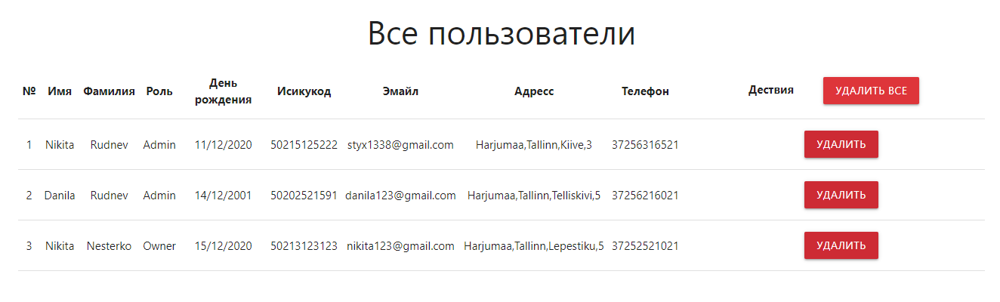 Все пользователи
№ Имя Фамилия Роль День рождения Исикукод Эмайл Адресс Телефон Дествия УДАЛИТЬ ВСЕ
1 Nikita Rudnev Admin 11/12/2020 50215125222 styx1338@gmail.com Harjumaa,Tallinn,Kiive,3 37256316521 УДАЛИТЬ
2 Danila Rudnev Admin 14/12/2001 50202521591 danila123@gmail.com Harjumaa,Tallinn,Telliskivi,5 37256216021 УДАЛИТЬ
3 Nikita Nesterko Owner 15/12/2020 50213123123 nikita123@gmail.com Harjumaa,Tallinn,Lepestiku,5 37252521021 УДАЛИТЬ